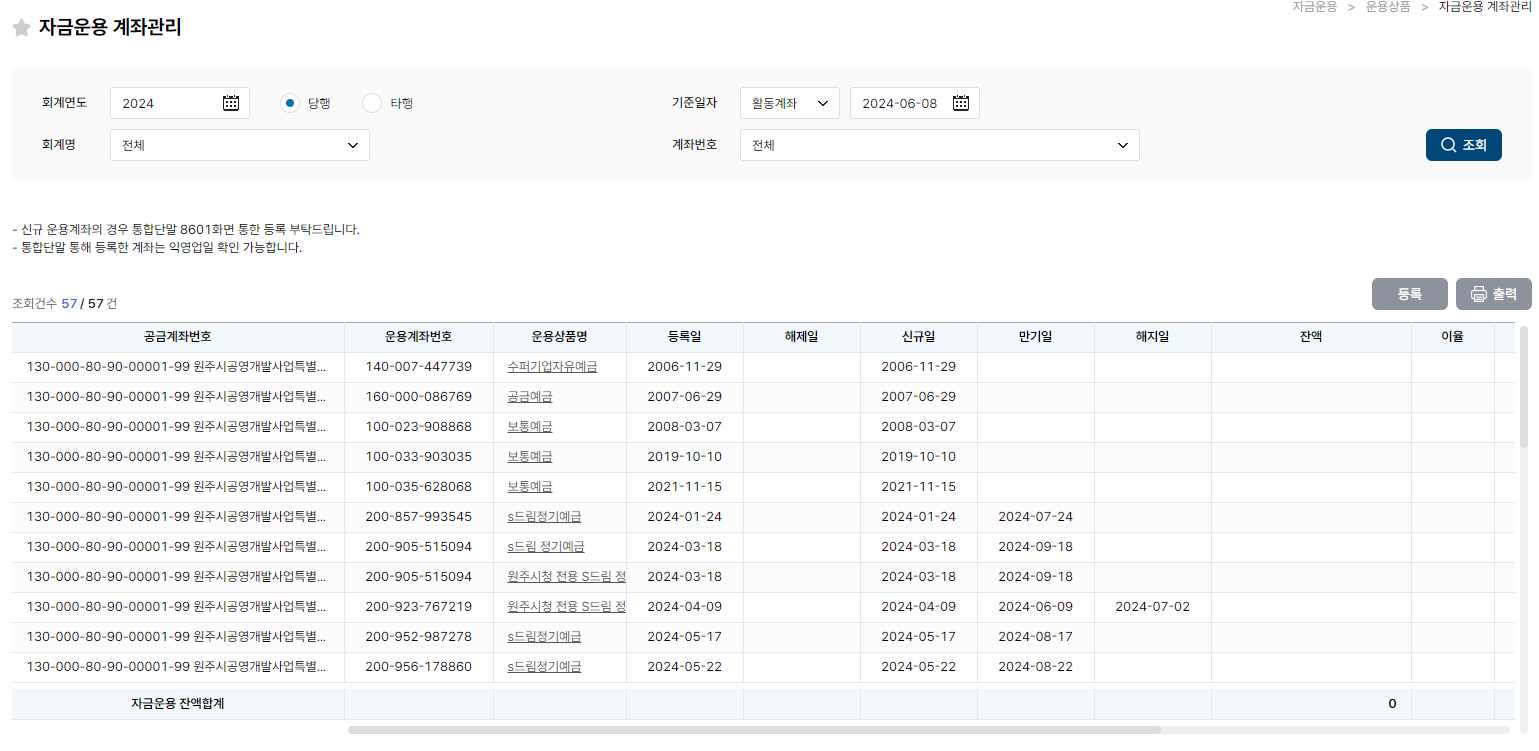 자금운용 > 운용상품 > 자금운용 계좌관리
자금운용 계좌관리
회계연도 2024 당행 타행 기준일자 활동계좌 2024-06-08
회계명 전체 계좌번호 전체 조회
- 신규 운용계좌의 경우 통합단말 8601화면 통한 등록 부탁드립니다.
- 통합단말 통해 등록한 계좌는 익영업일 확인 가능합니다.
조회건수 57 / 57 건 등록 출력
공금계좌번호 운용계좌번호 운용상품명 등록일 해제일 신규일 만기일 해지일 잔액 이율
130-000-80-90-00001-99 원주시공영개발사업특별... 140-007-447739 수퍼기업자유예금 2006-11-29 2006-11-29
130-000-80-90-00001-99 원주시공영개발사업특별... 160-000-086769 공금예금 2007-06-29 2007-06-29
130-000-80-90-00001-99 원주시공영개발사업특별... 100-023-908868 보통예금 2008-03-07 2008-03-07
130-000-80-90-00001-99 원주시공영개발사업특별... 100-033-903035 보통예금 2019-10-10 2019-10-10
130-000-80-90-00001-99 원주시공영개발사업특별... 100-035-628068 보통예금 2021-11-15 2021-11-15
130-000-80-90-00001-99 원주시공영개발사업특별... 200-857-993545 s드림정기예금 2024-01-24 2024-01-24 2024-07-24
130-000-80-90-00001-99 원주시공영개발사업특별... 200-905-515094 s드림 정기예금 2024-03-18 2024-03-18 2024-09-18
130-000-80-90-00001-99 원주시공영개발사업특별... 200-905-515094 원주시청 전용 S드림 정 2024-03-18 2024-03-18 2024-09-18
130-000-80-90-00001-99 원주시공영개발사업특별... 200-923-767219 원주시청 전용 S드림 정 2024-04-09 2024-04-09 2024-06-09 2024-07-02
130-000-80-90-00001-99 원주시공영개발사업특별... 200-952-987278 s드림정기예금 2024-05-17 2024-05-17 2024-08-17
130-000-80-90-00001-99 원주시공영개발사업특별... 200-956-178860 s드림정기예금 2024-05-22 2024-05-22 2024-08-22
자금운용 잔액합계 0